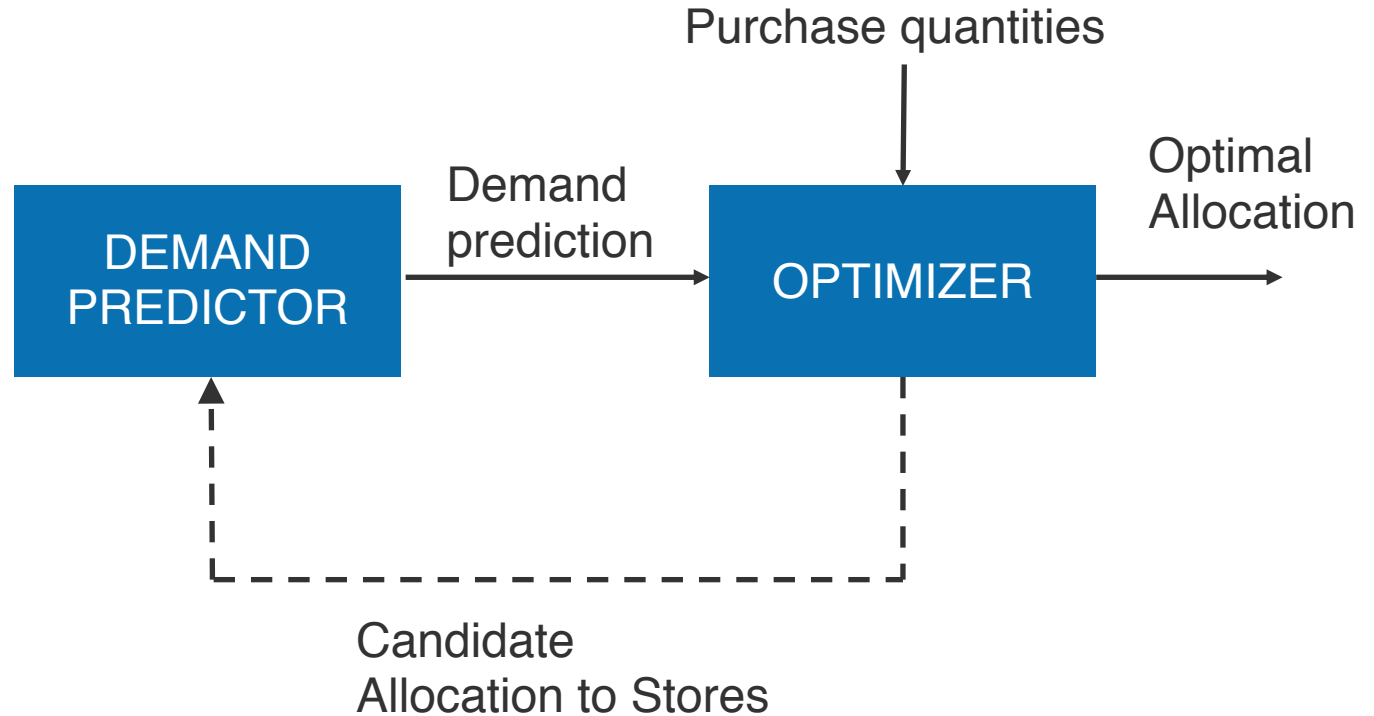 Purchase quantities
Optimal
Allocation
Demand
prediction
DEMAND
PREDICTOR
OPTIMIZER
Candidate
Allocation to Stores